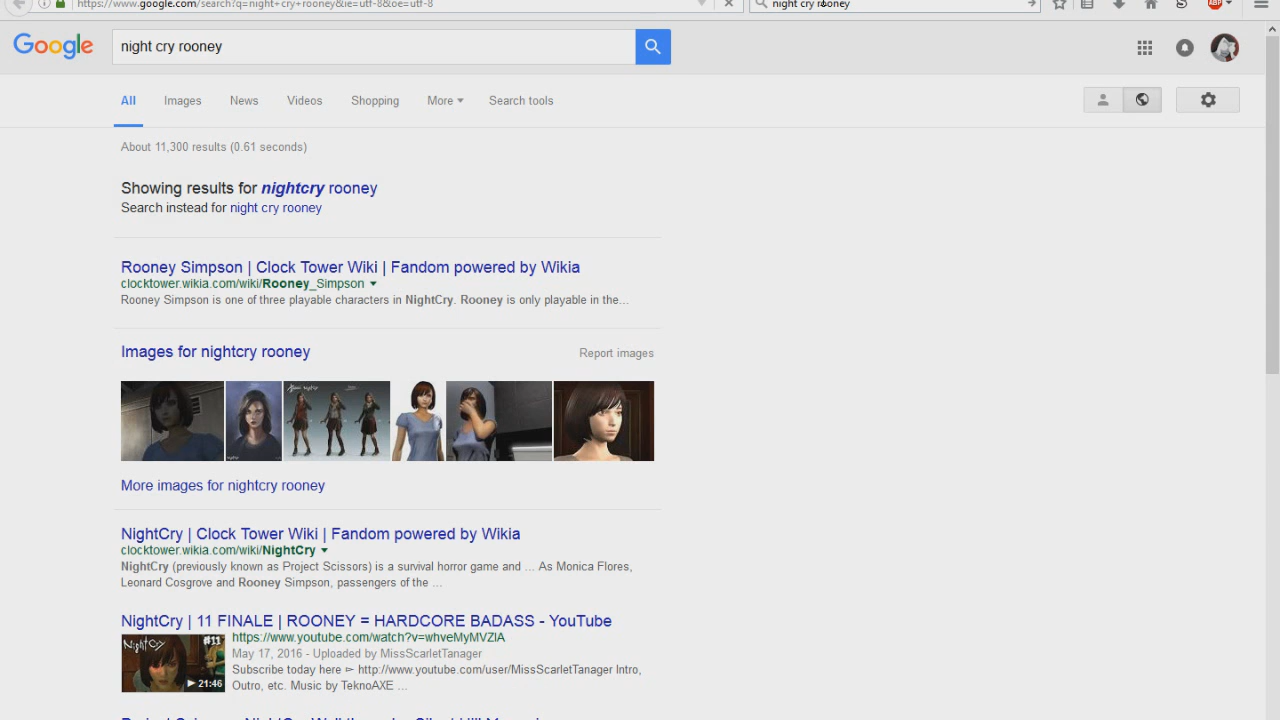 https://www.google.com/search?q=night+cry+rooney&ie=utf-8&oe=utf-8
night cry rooney
S
ABP
Google
night cry rooney
All Images News Videos Shopping More Search tools
About 11,300 results (0.61 seconds)
Showing results for nightcry rooney
Search instead for night cry rooney
Rooney Simpson | Clock Tower Wiki | Fandom powered by Wikia
clocktower.wikia.com/wiki/Rooney_Simpson
Rooney Simpson is one of three playable characters in NightCry. Rooney is only playable in the...
Images for nightcry rooney
Report images
More images for nightcry rooney
NightCry | Clock Tower Wiki | Fandom powered by Wikia
clocktower.wikia.com/wiki/NightCry
NightCry (previously known as Project Scissors) is a survival horror game and ... As Monica Flores,
Leonard Cosgrove and Rooney Simpson, passengers of the ...
NightCry | 11 FINALE | ROONEY = HARDCORE BADASS - YouTube
NightCry #11
21:46
https://www.youtube.com/watch?v=whveMyMVZIA
May 17, 2016 - Uploaded by MissScarletTanager
Subscribe today here ► http://www.youtube.com/user/MissScarletTanager Intro,
Outro, etc. Music by TeknoAXE ...